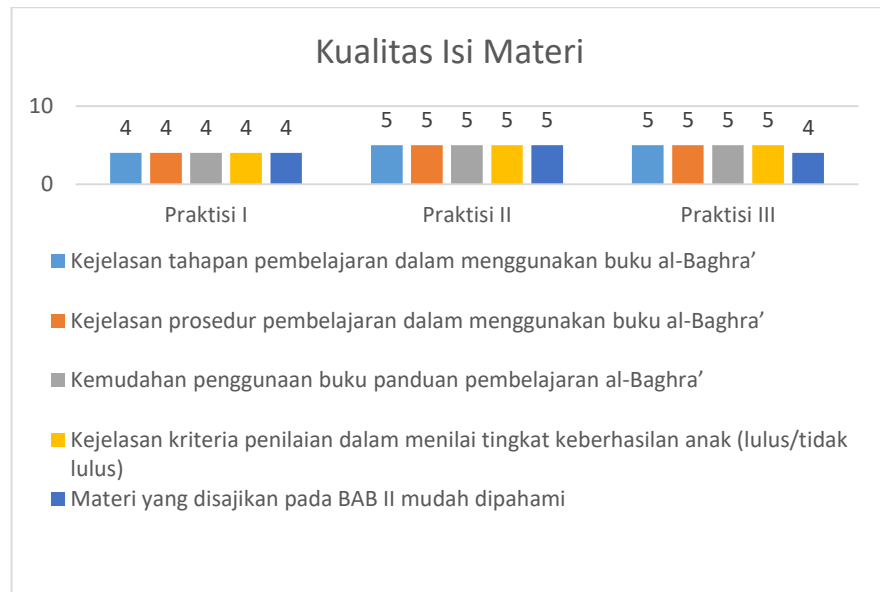 Kualitas Isi Materi
10
4 4 4 4 4 5 5 5 5 5 5 5 5 5 4
0
Praktisi I Praktisi II Praktisi III
Kejelasan tahapan pembelajaran dalam menggunakan buku al-Baghra’
Kejelasan prosedur pembelajaran dalam menggunakan buku al-Baghra’
Kemudahan penggunaan buku panduan pembelajaran al-Baghra’
Kejelasan kriteria penilaian dalam menilai tingkat keberhasilan anak (lulus/tidak
lulus)
Materi yang disajikan pada BAB II mudah dipahami